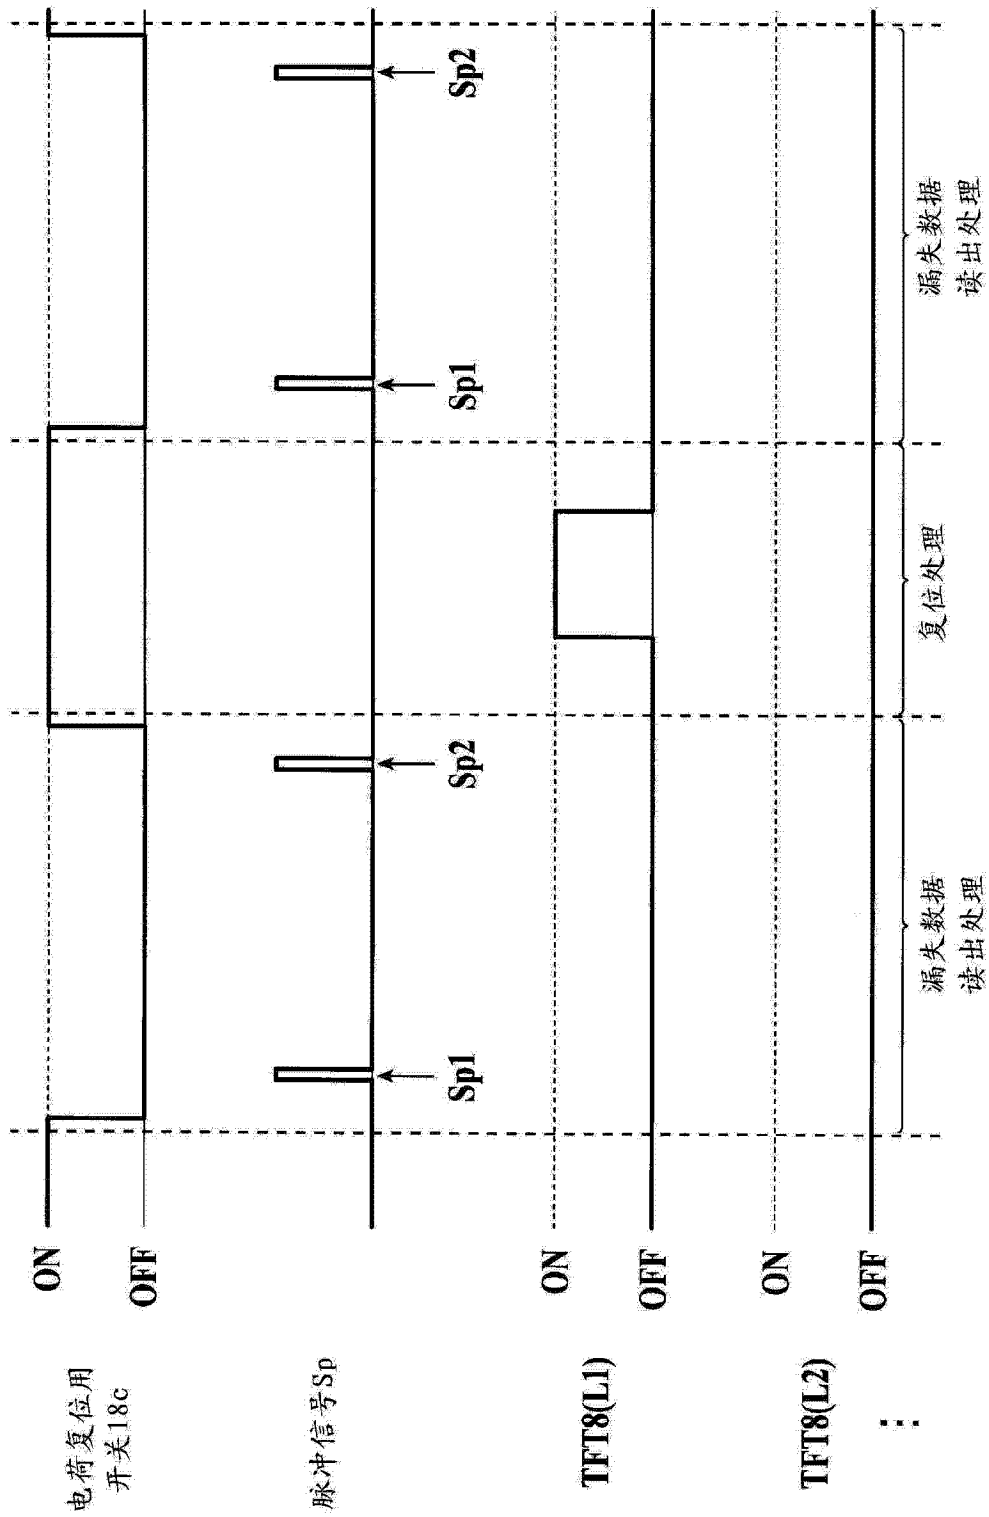 电荷复位用
开关18c
ON
OFF
脉冲信号Sp
Sp1
Sp2
Sp1
Sp2
TFT8(L1)
ON
OFF
TFT8(L2)
ON
OFF
⋮
漏失数据
读出处理
复位处理
漏失数据
读出处理